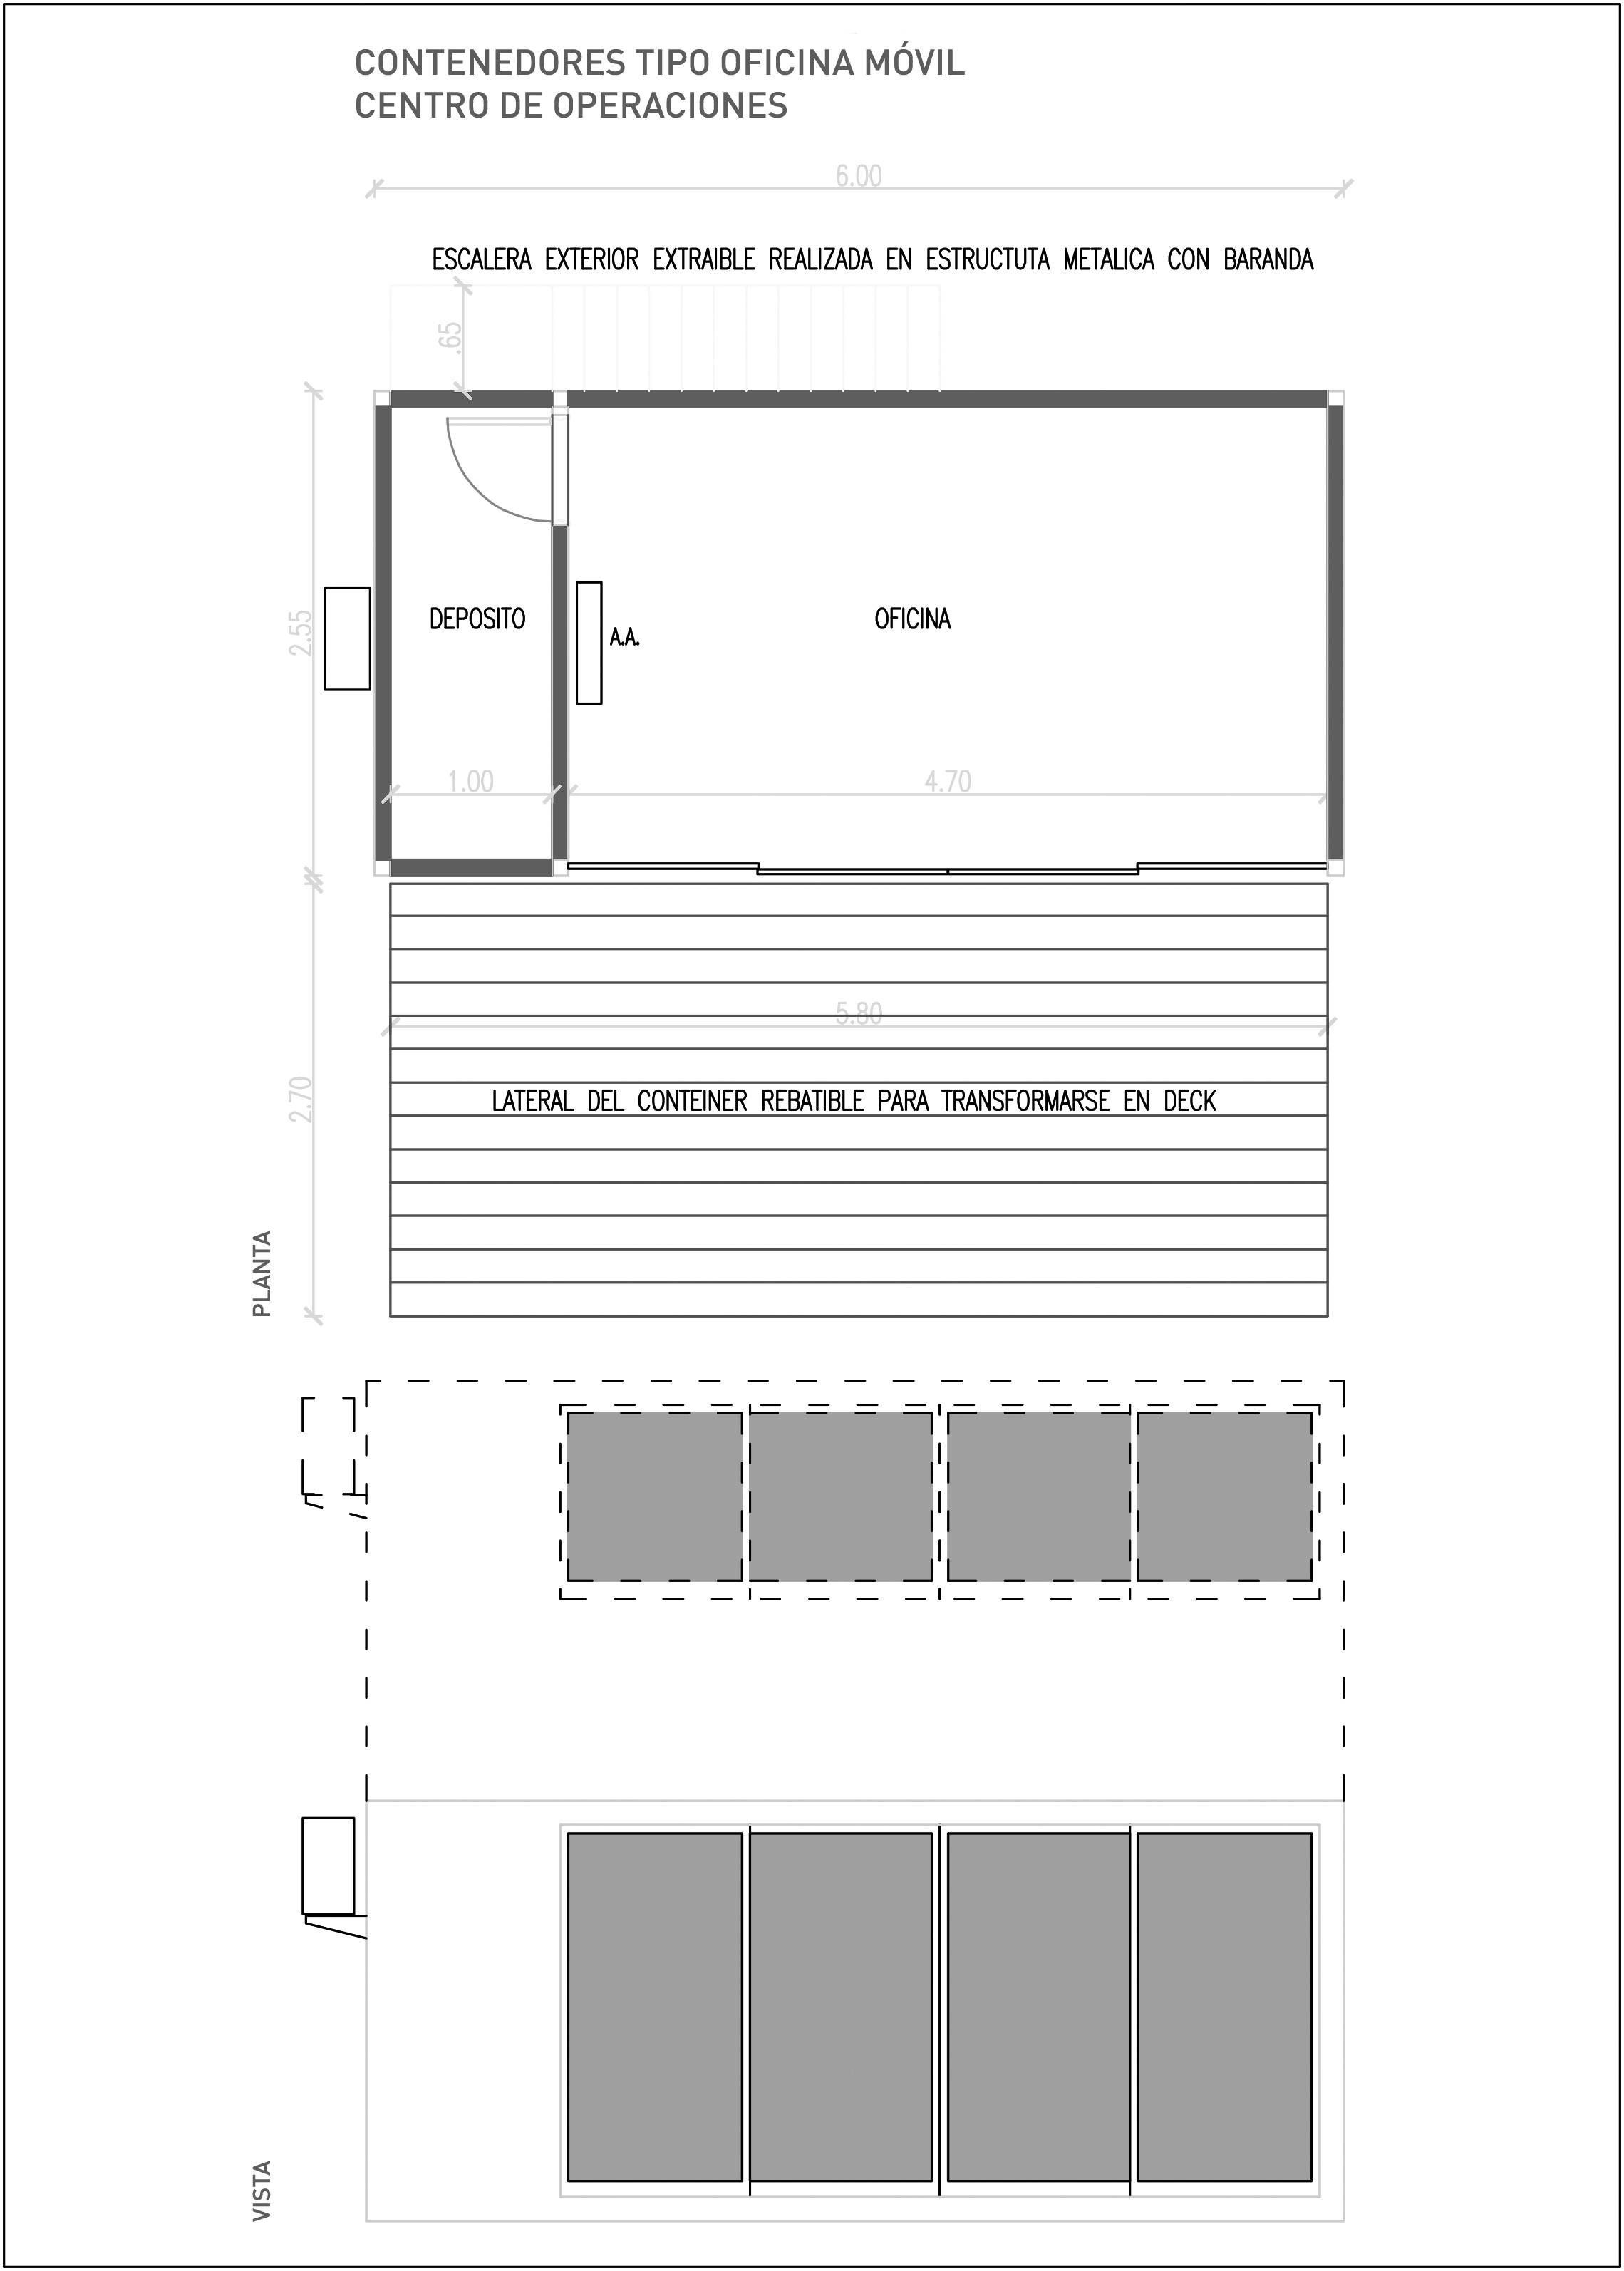 CONTENEDORES TIPO OFICINA MÓVIL
CENTRO DE OPERACIONES
6.00
ESCALERA EXTERIOR EXTRAIBLE REALIZADA EN ESTRUCTUTA METALICA CON BARANDA
.65
2.55
DEPOSITO
A.A.
OFICINA
1.00
4.70
5.80
2.70
LATERAL DEL CONTEINER REBATIBLE PARA TRANSFORMARSE EN DECK
PLANTA
VISTA